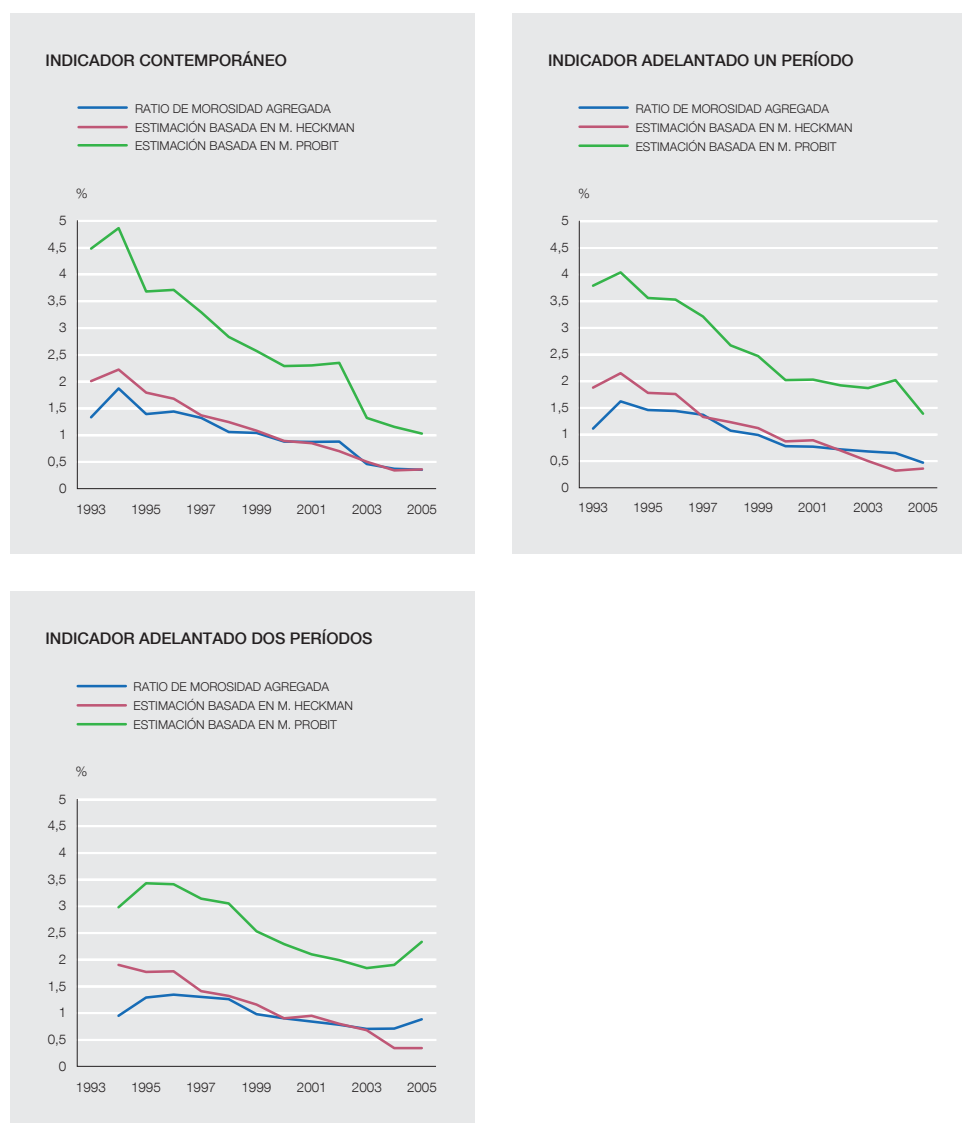 INDICADOR CONTEMPORÁNEO
RATIO DE MOROSIDAD AGREGADA
ESTIMACIÓN BASADA EN M. HECKMAN
ESTIMACIÓN BASADA EN M. PROBIT
%
5
4,5
4
3,5
3
2,5
2
1,5
1
0,5
0
1993 1995 1997 1999 2001 2003 2005
INDICADOR ADELANTADO UN PERÍODO
RATIO DE MOROSIDAD AGREGADA
ESTIMACIÓN BASADA EN M. HECKMAN
ESTIMACIÓN BASADA EN M. PROBIT
%
5
4,5
4
3,5
3
2,5
2
1,5
1
0,5
0
1993 1995 1997 1999 2001 2003 2005
INDICADOR ADELANTADO DOS PERÍODOS
RATIO DE MOROSIDAD AGREGADA
ESTIMACIÓN BASADA EN M. HECKMAN
ESTIMACIÓN BASADA EN M. PROBIT
%
5
4,5
4
3,5
3
2,5
2
1,5
1
0,5
0
1993 1995 1997 1999 2001 2003 2005